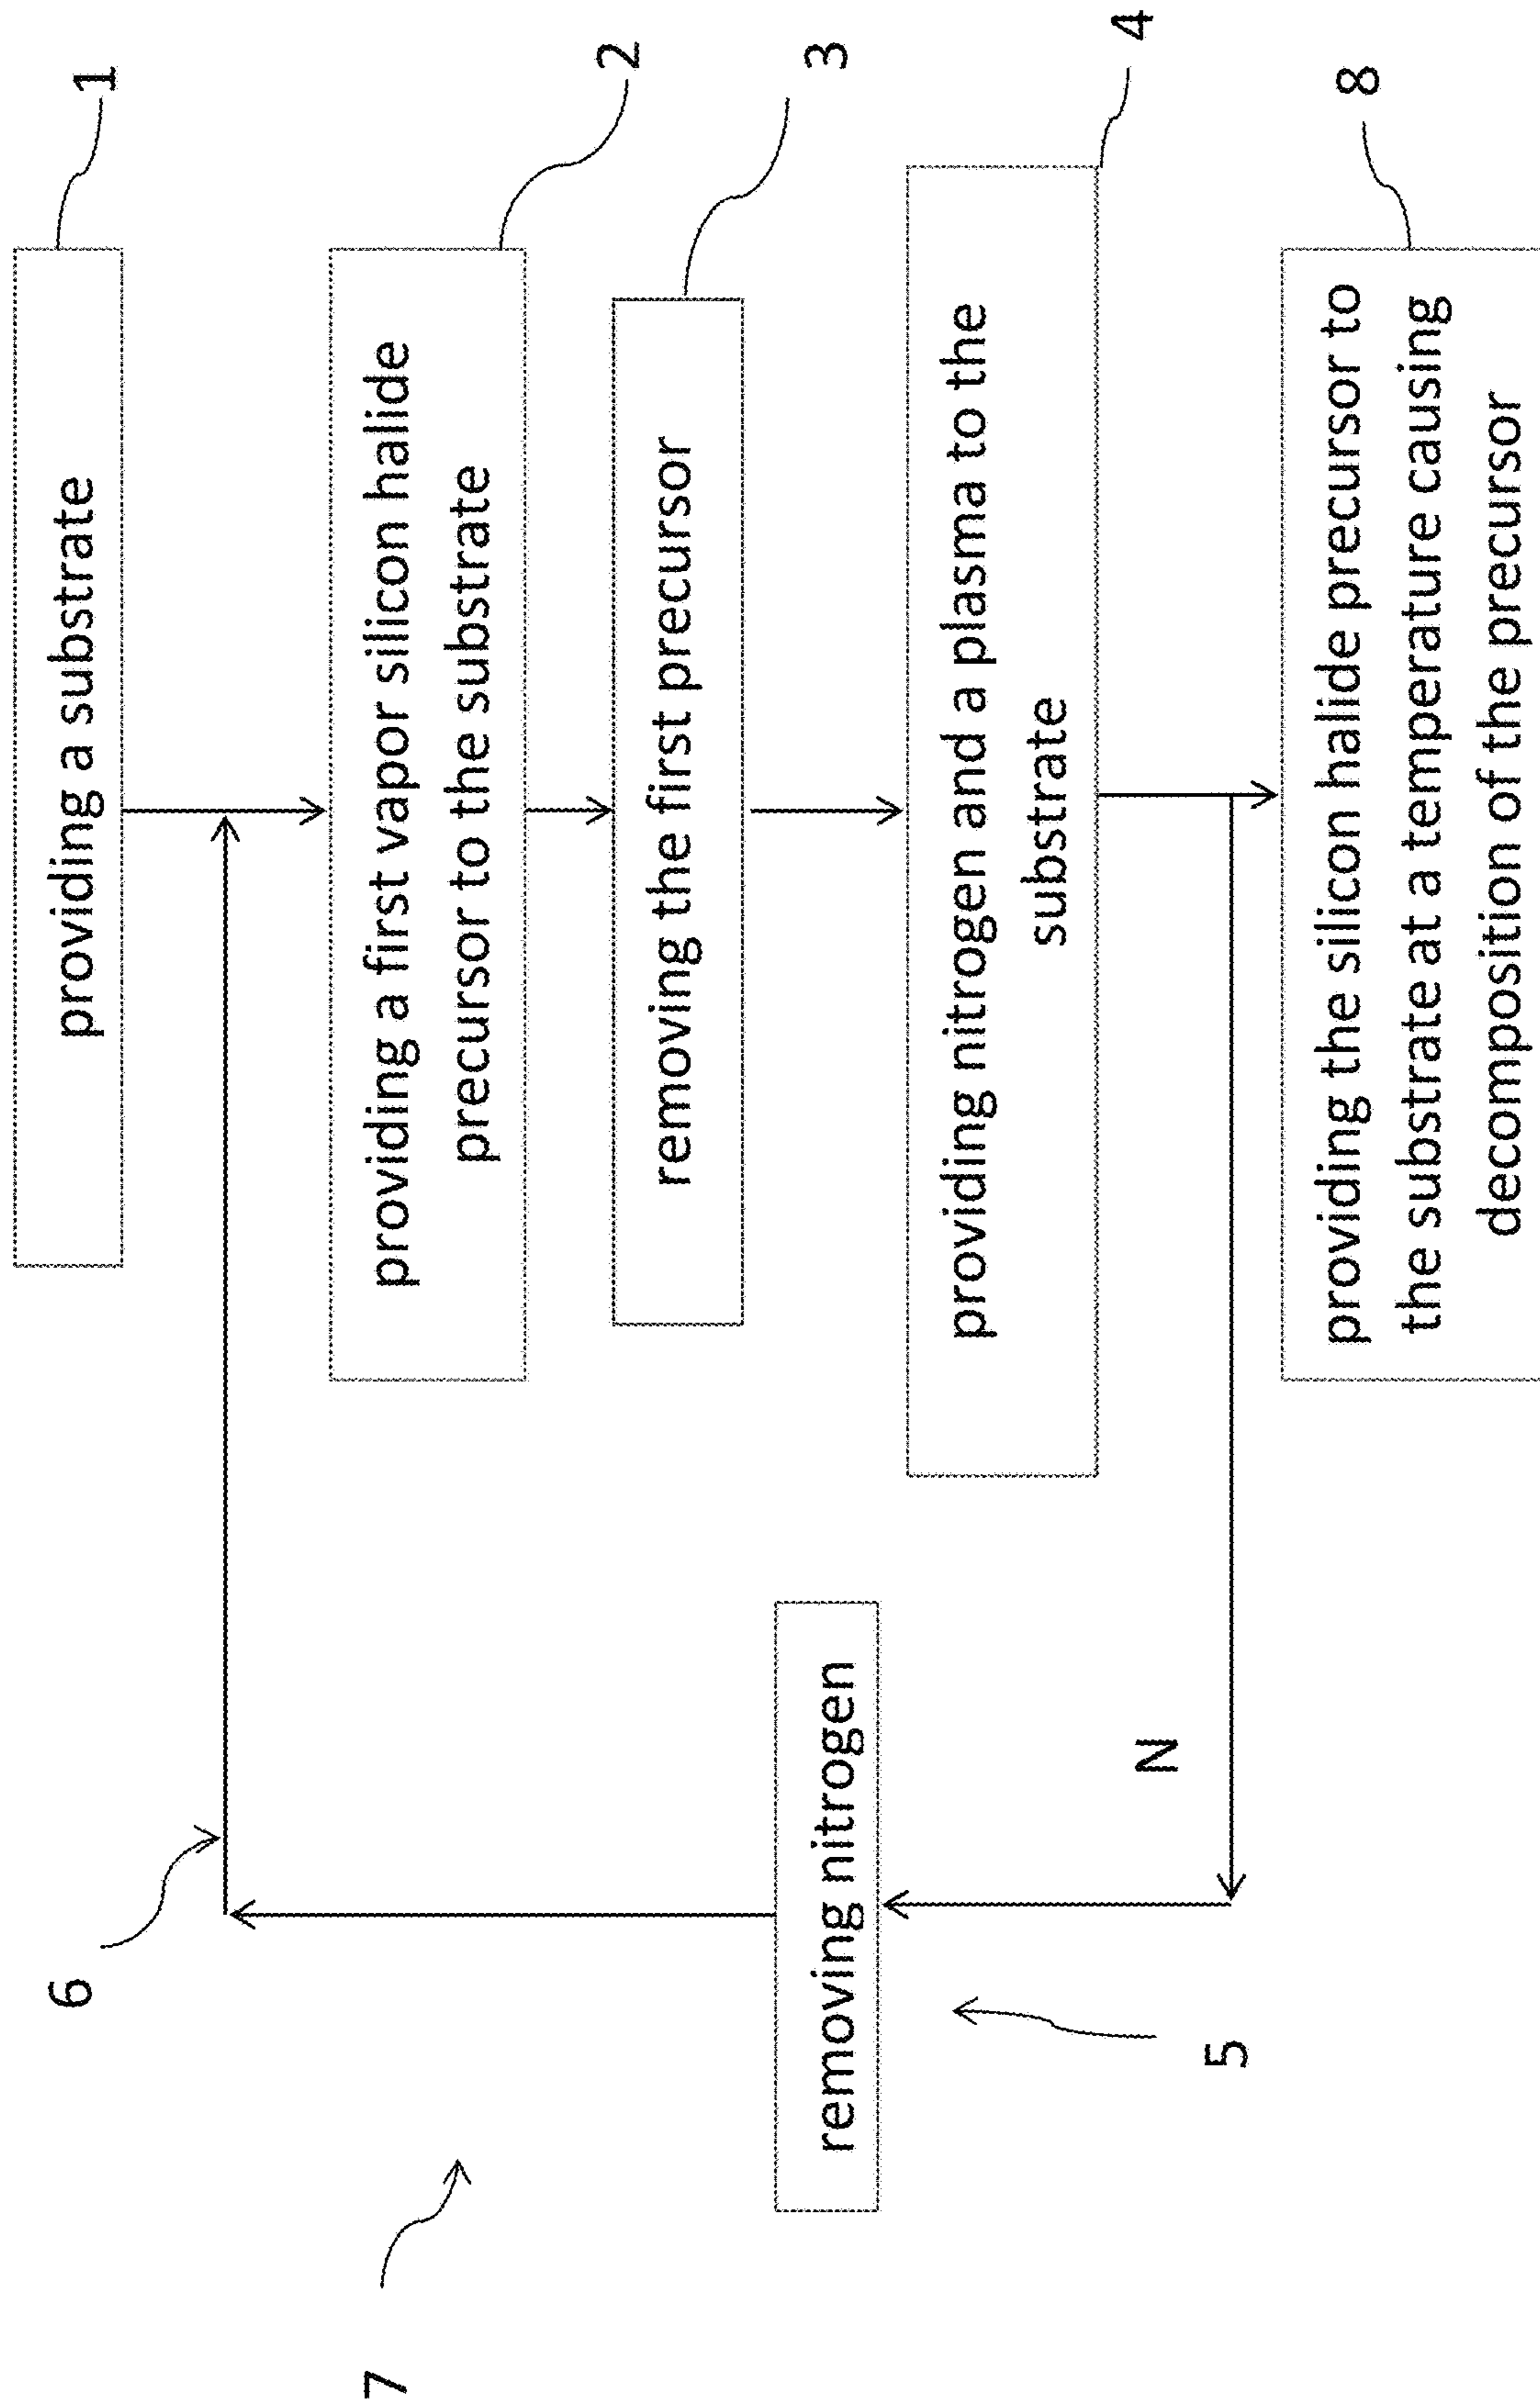 providing a substrate
1
providing a first vapor silicon halide
precursor to the substrate
2
removing the first precursor
3
providing nitrogen and a plasma to the
substrate
4
providing the silicon halide precursor to
the substrate at a temperature causing
decomposition of the precursor
8
N
removing nitrogen
5
6
7